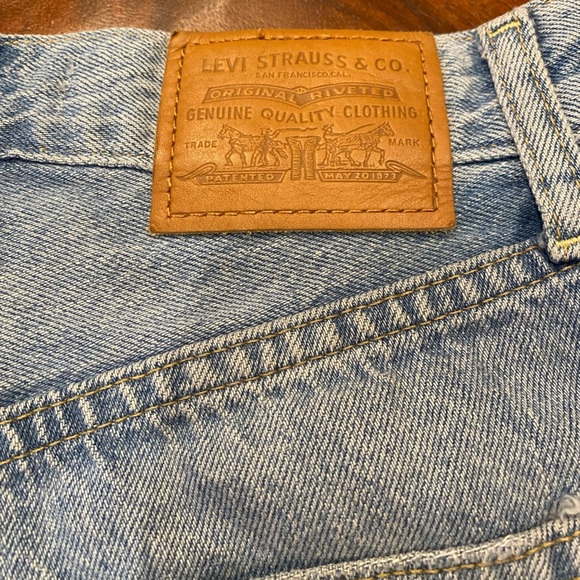 LEVI STRAUSS & CO.
SAN FRANCISCO, CAL.
ORIGINAL RIVETED
GENUINE QUALITY CLOTHING
TRADE MARK
PATENTED MAY 20 1873